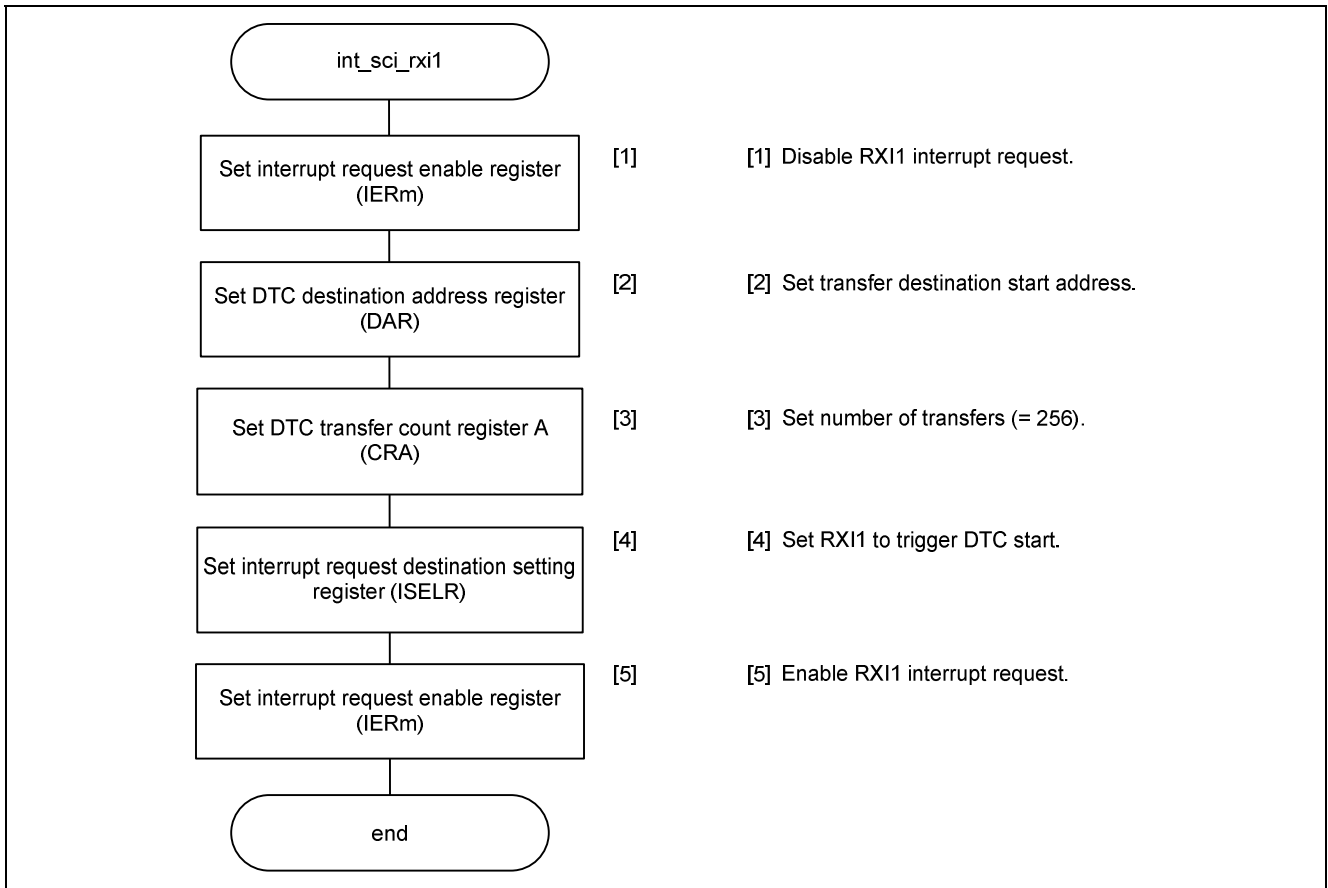 int_sci_rxi1
Set interrupt request enable register
(IERm)
[1]
[1] Disable RXI1 interrupt request.
Set DTC destination address register
(DAR)
[2]
[2] Set transfer destination start address.
Set DTC transfer count register A
(CRA)
[3]
[3] Set number of transfers (= 256).
Set interrupt request destination setting
register (ISELR)
[4]
[4] Set RXI1 to trigger DTC start.
Set interrupt request enable register
(IERm)
[5]
[5] Enable RXI1 interrupt request.
end